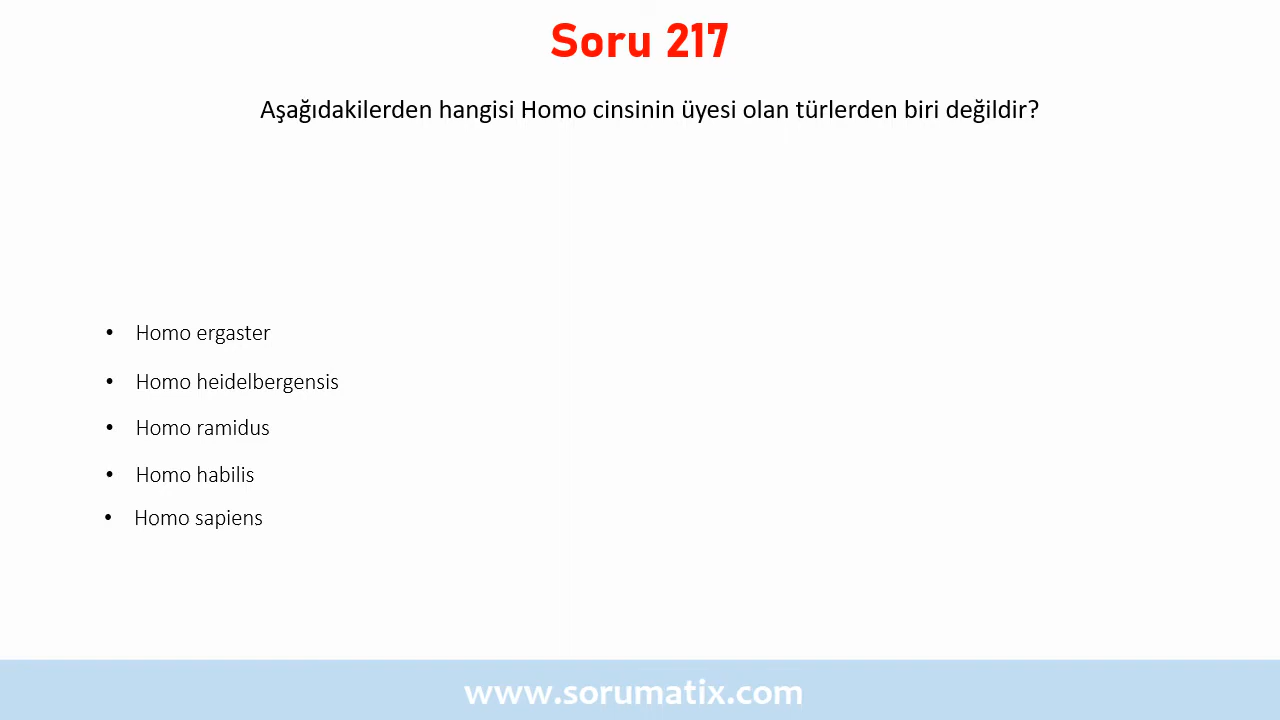 Soru 217
Aşağıdakilerden hangisi Homo cinsinin üyesi olan türlerden biri değildir?
• Homo ergaster
• Homo heidelbergensis
• Homo ramidus
• Homo habilis
• Homo sapiens
www.sorumatix.com